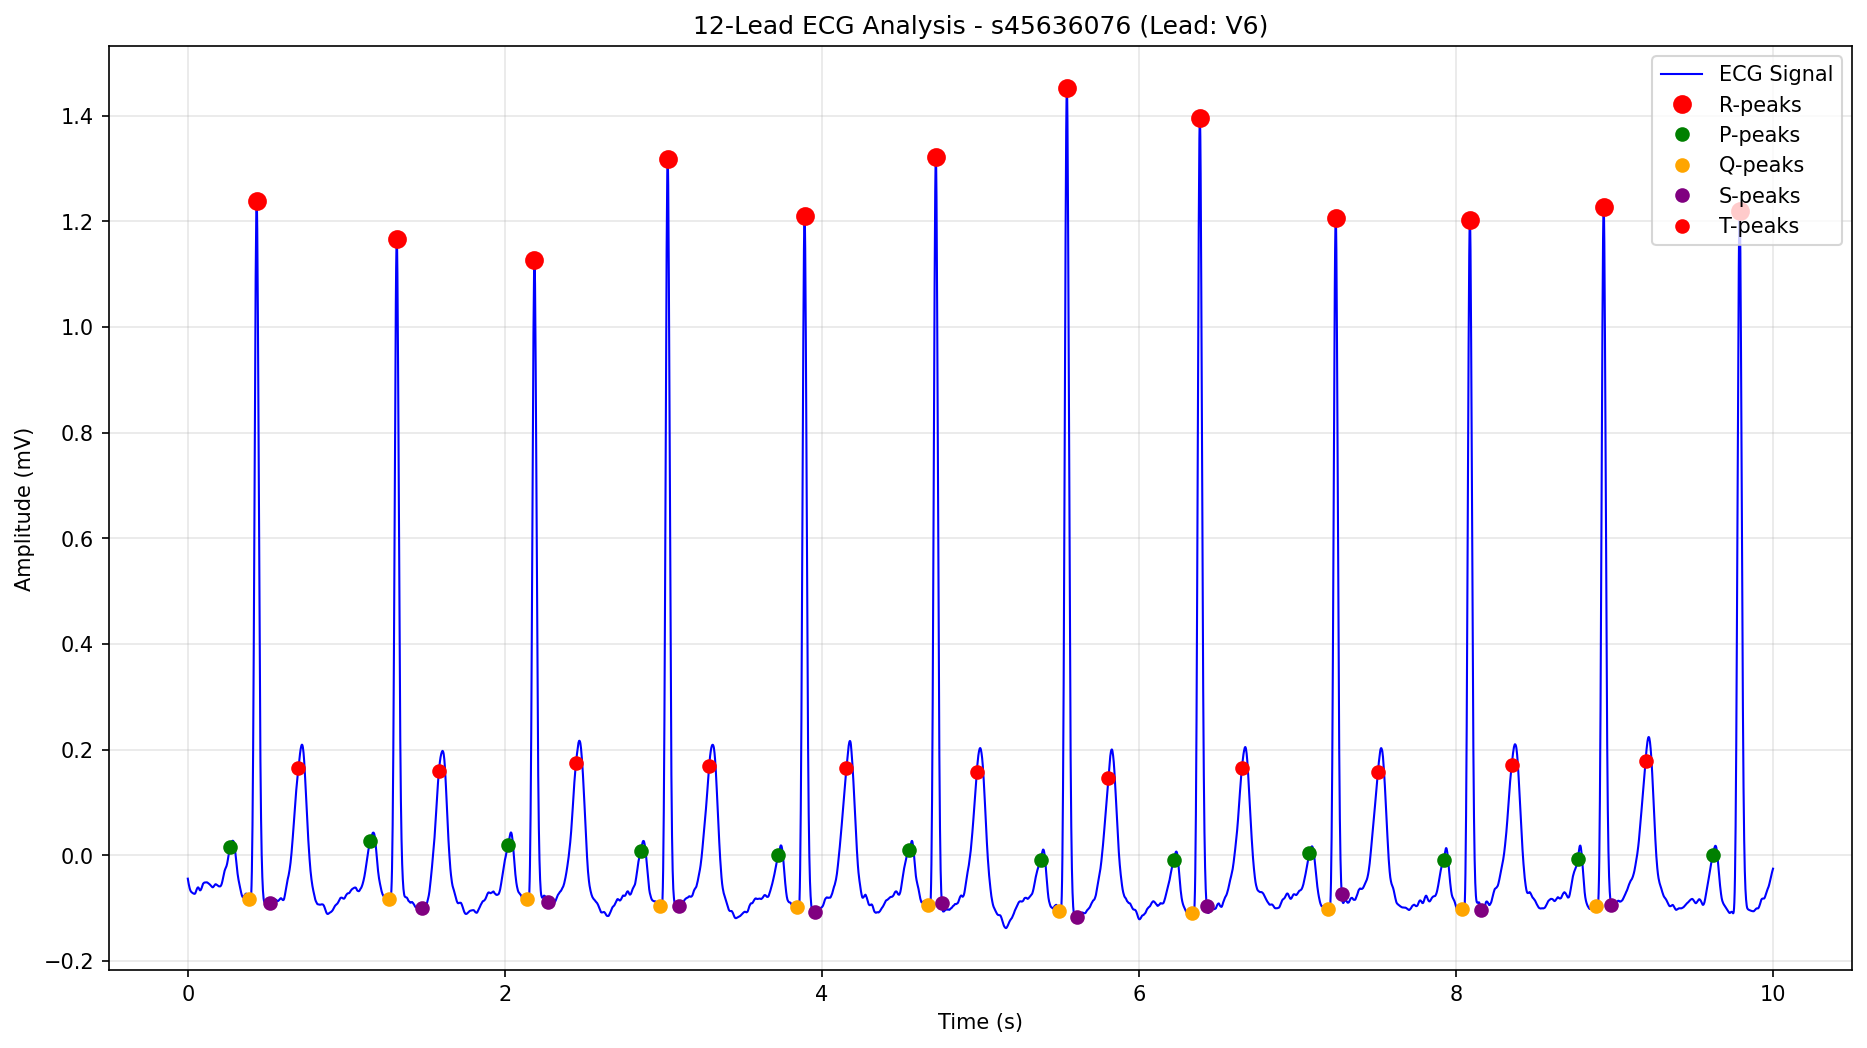 12-Lead ECG Analysis - s45636076 (Lead: V6)
ECG Signal
R-peaks
P-peaks
Q-peaks
S-peaks
T-peaks
Amplitude (mV)
1.4
1.2
1.0
0.8
0.6
0.4
0.2
0.0
−0.2
0 2 4 6 8 10
Time (s)